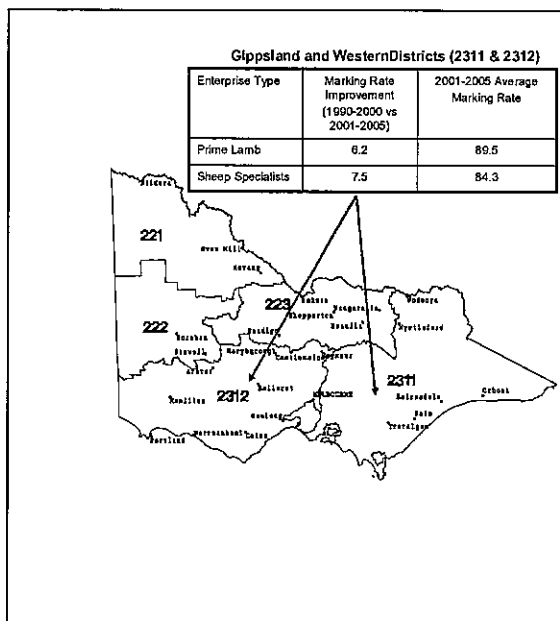 Gippsland and WesternDistricts (2311 & 2312)
Enterprise Type
Marking Rate
Improvement
(1990-2000 vs
2001-2005)
2001-2005 Average
Marking Rate
Prime Lamb
6.2
89.5
Sheep Specialists
7.5
84.3
Mildura
221
Swan Hill
Kerang
223
Echuca
Yarrawonga
Wodonga
Shepparton
Benalla
Myrtleford
222
Horsham
Bendigo
Stawell
Maryborough
Castlemaine
Seymour
Ararat
Ballarat
2311
2312
MELBOURNE
Hamilton
Bairnsdale
Orbost
Geelong
Sale
Traralgon
Warrnambool
Colac
Portland